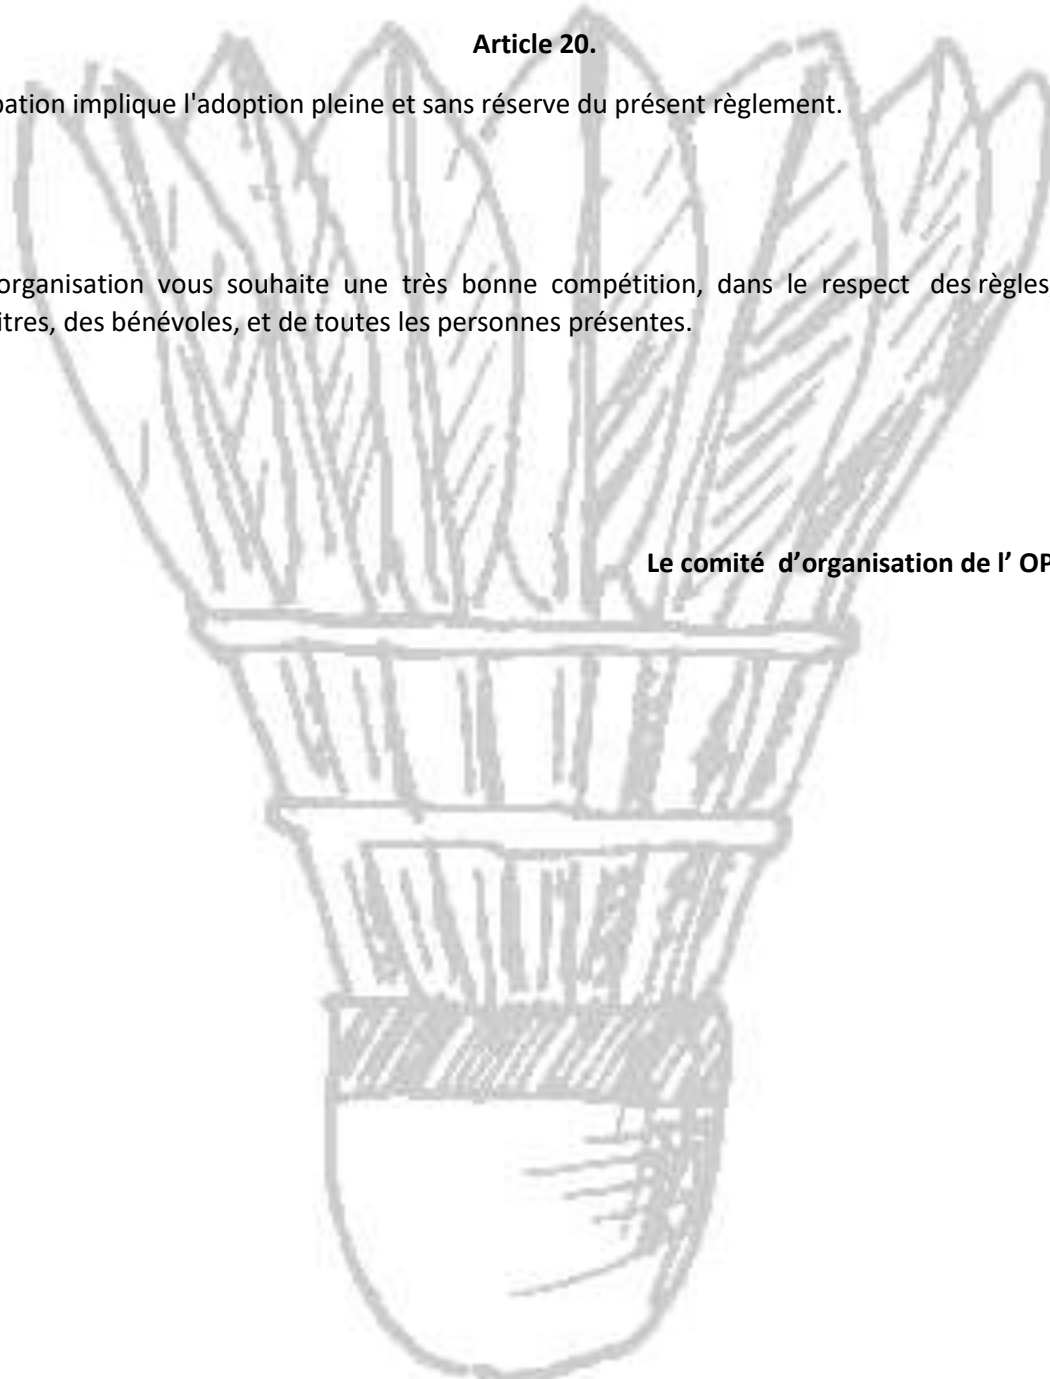 Article 20.
pation implique l'adoption pleine et sans réserve du présent règlement.
organisation vous souhaite une très bonne compétition, dans le respect des règles
itres, des bénévoles, et de toutes les personnes présentes.
Le comité d’organisation de l’ OP